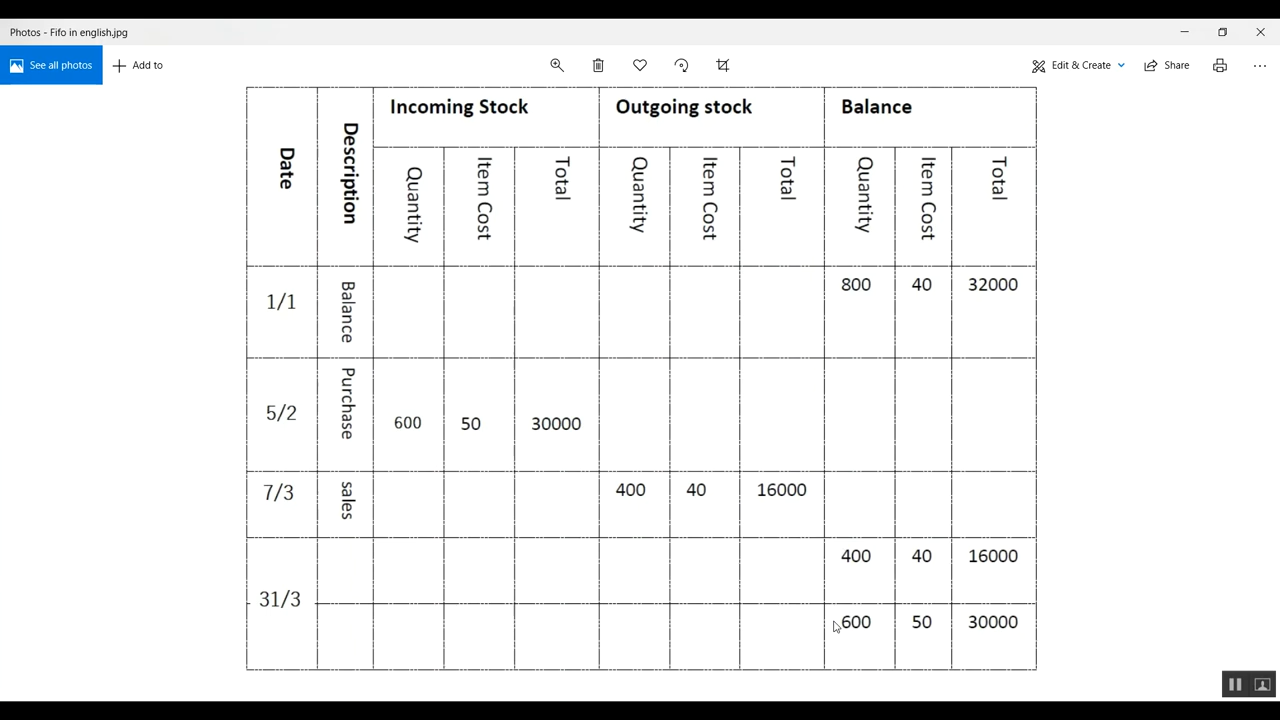 Photos - Fifo in english.jpg
See all photos
Add to
Edit & Create
Share
Incoming Stock Outgoing stock Balance
Date Description Quantity Item Cost Total Quantity Item Cost Total Quantity Item Cost Total
1/1 Balance 800 40 32000
5/2 Purchase 600 50 30000
7/3 sales 400 40 16000
400 40 16000
31/3
600 50 30000